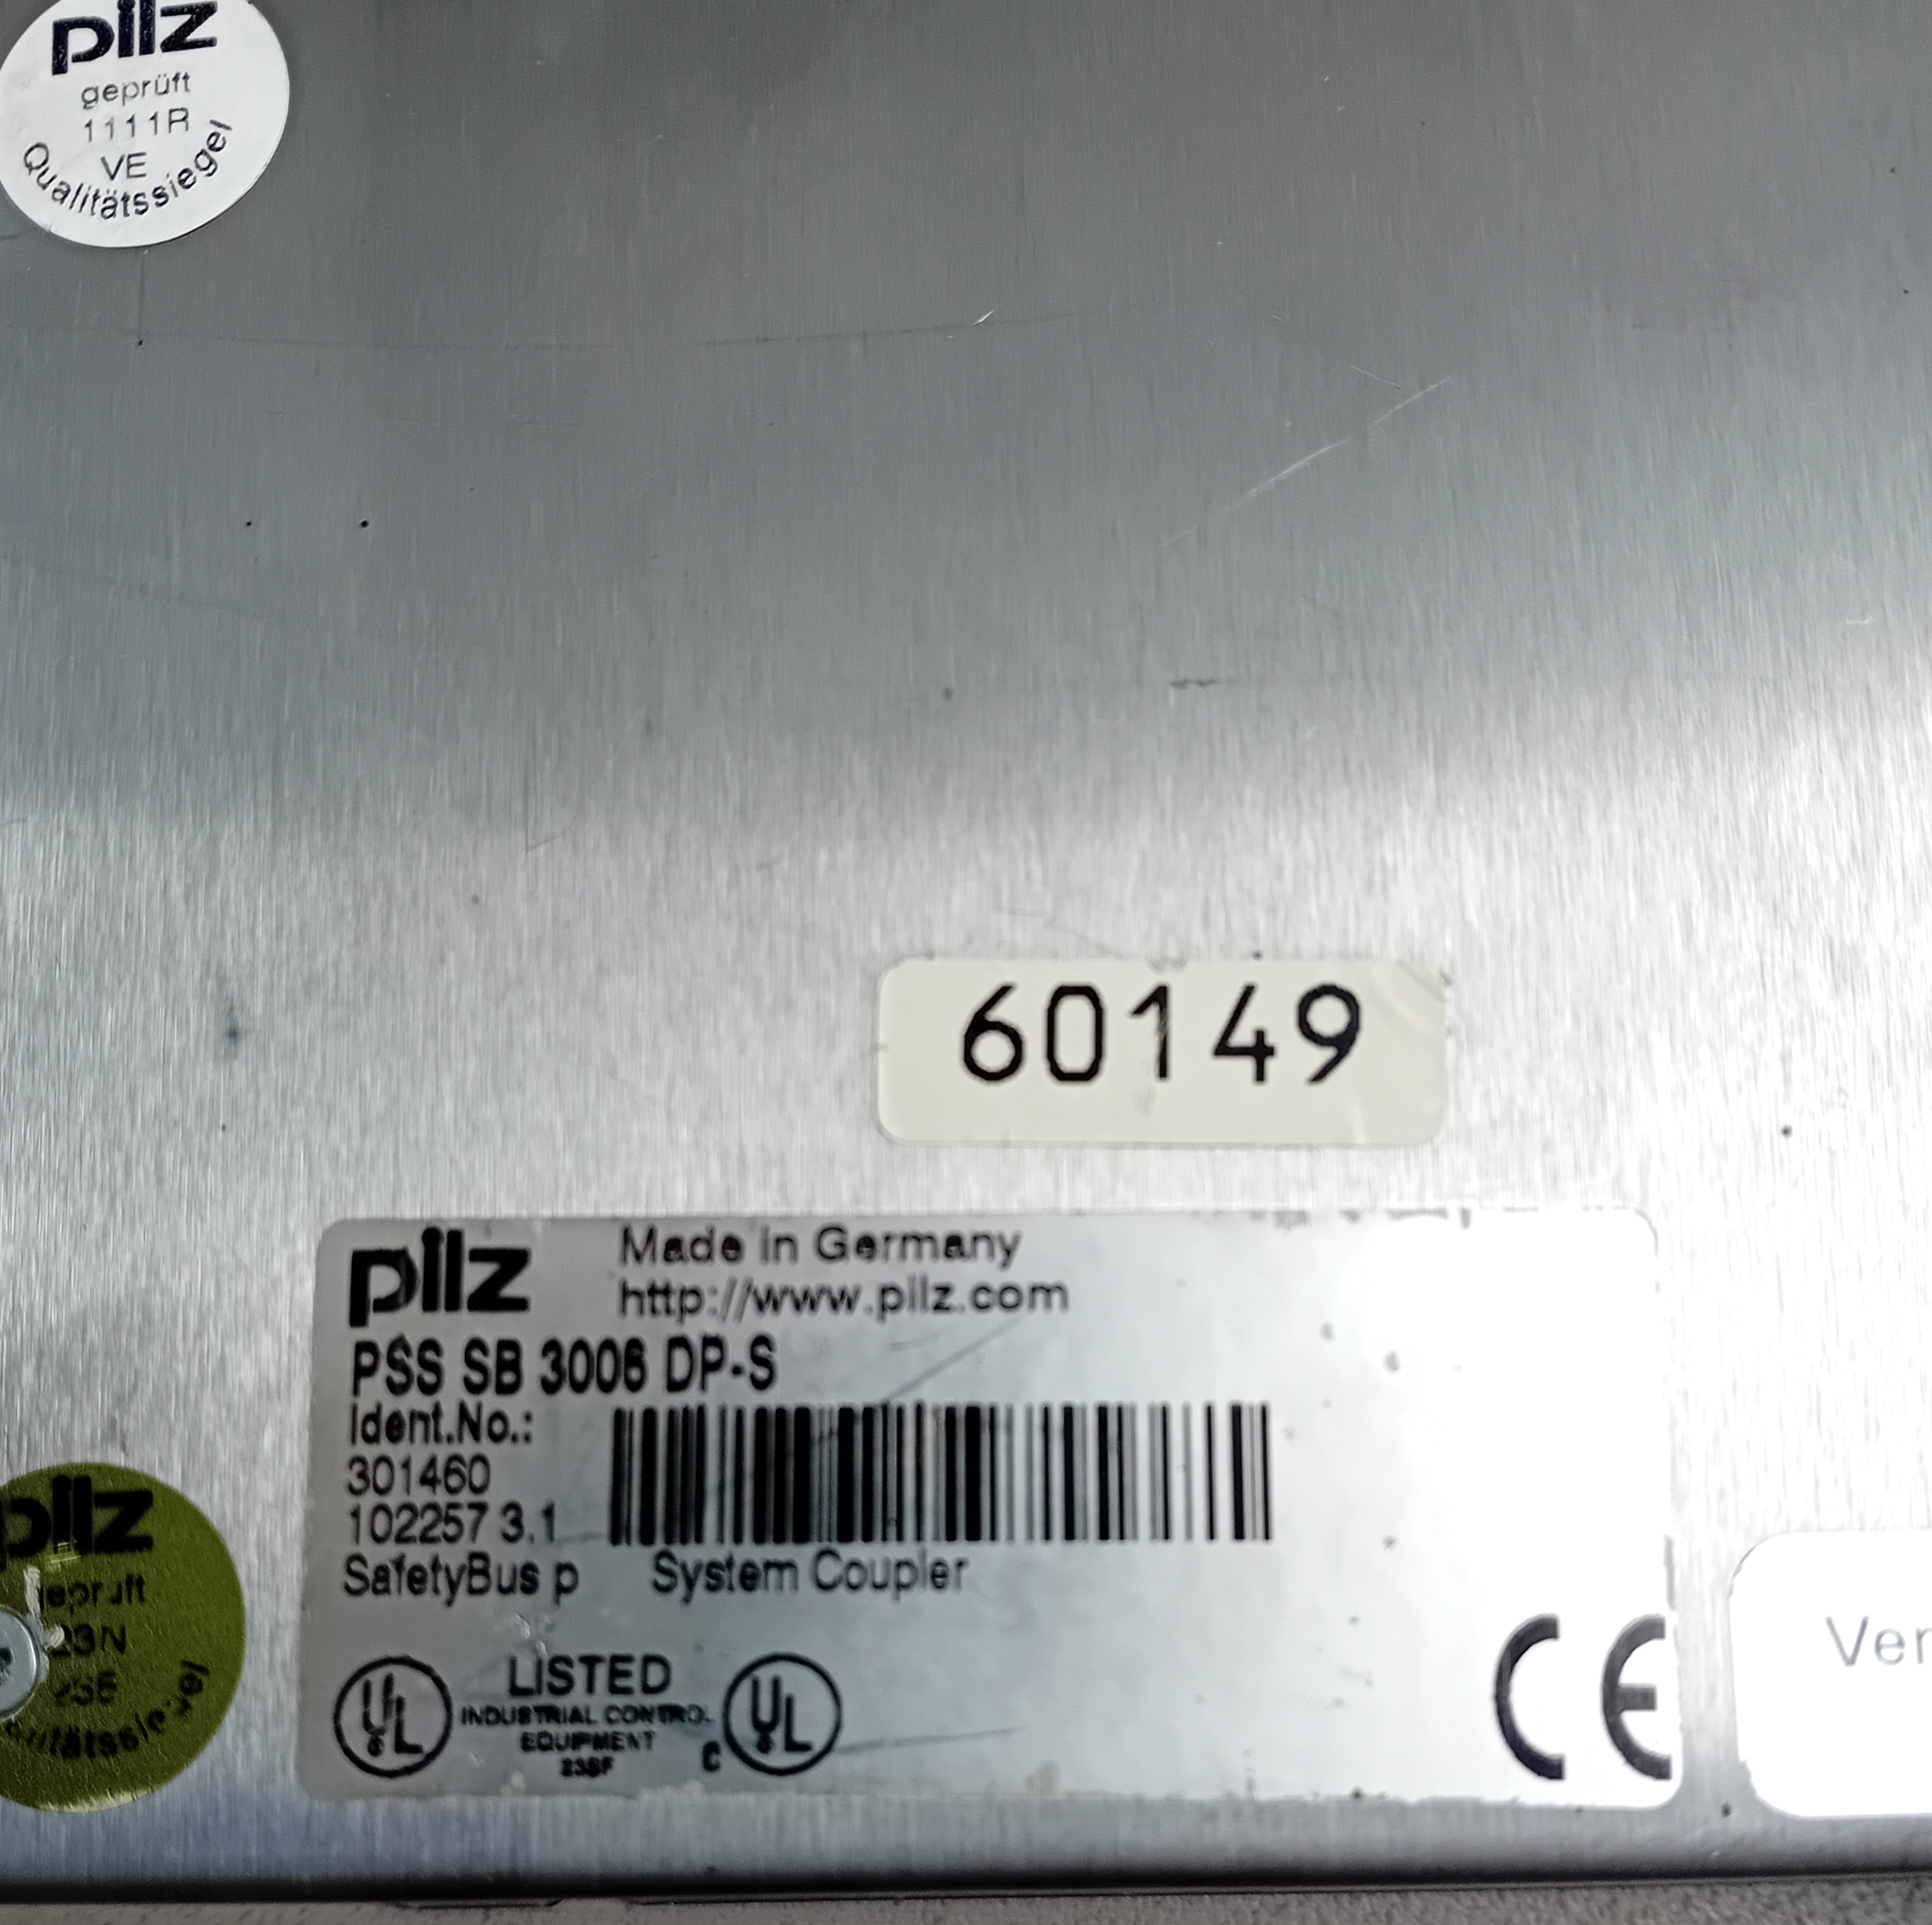 pilz
geprüft
1111R
VE
Qualitätssiegel
60149
pilz
Made in Germany
http://www.pilz.com
PSS SB 3006 DP-S
Ident.No.:
301460
102257 3.1
SafetyBus p System Coupler
UL
LISTED
INDUSTRIAL CONTROL
EQUIPMENT
23SF
c UL
CE
pilz
geprüft
23N
Qualitätssiegel
Ver